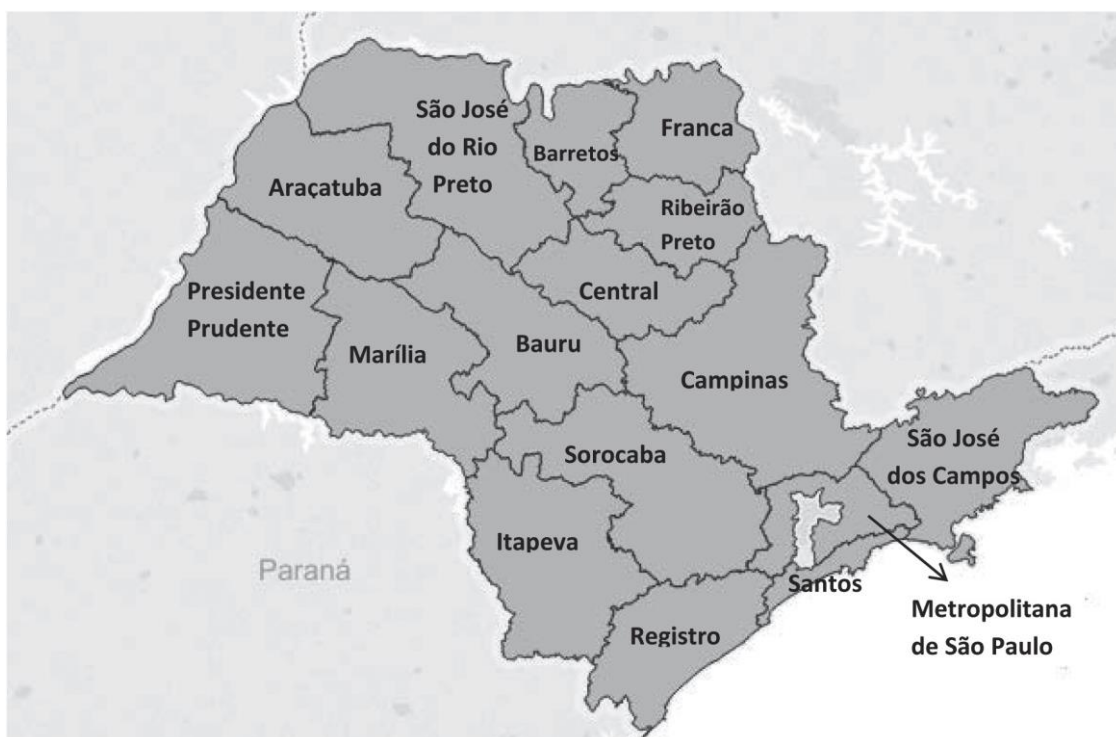 São José
do Rio
Preto
Barretos
Franca
Araçatuba
Ribeirão
Preto
Presidente
Prudente
Central
Marília
Bauru
Campinas
São José
dos Campos
Sorocaba
Itapeva
Paraná
Santos
Registro
Metropolitana
de São Paulo